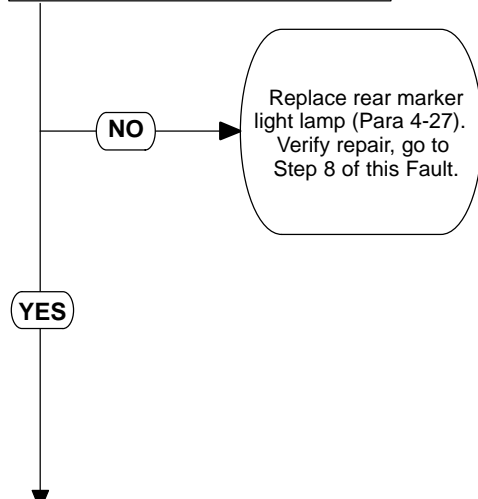 NO
Replace rear marker
light lamp (Para 4-27).
Verify repair, go to
Step 8 of this Fault.
YES